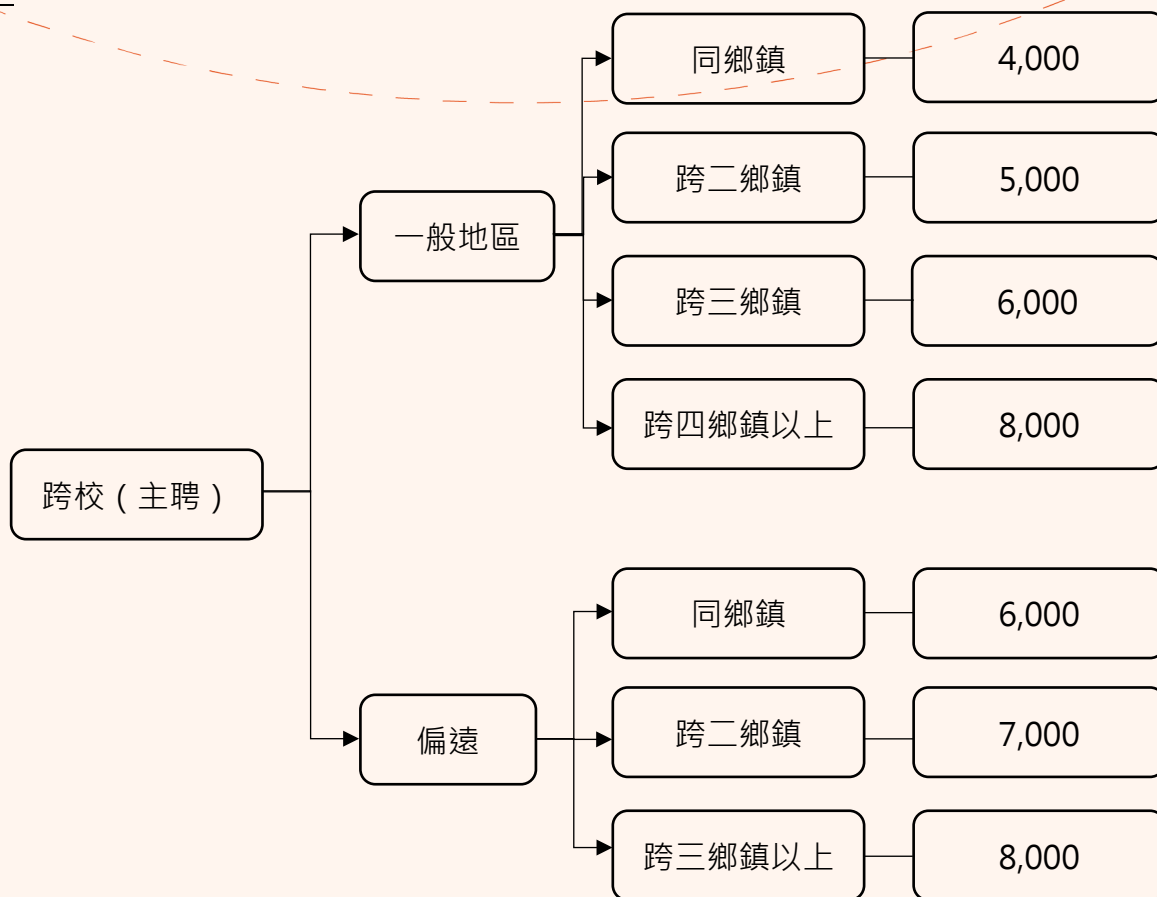 跨校（主聘）
一般地區
同鄉鎮
4,000
跨二鄉鎮
5,000
跨三鄉鎮
6,000
跨四鄉鎮以上
8,000
偏遠
同鄉鎮
6,000
跨二鄉鎮
7,000
跨三鄉鎮以上
8,000